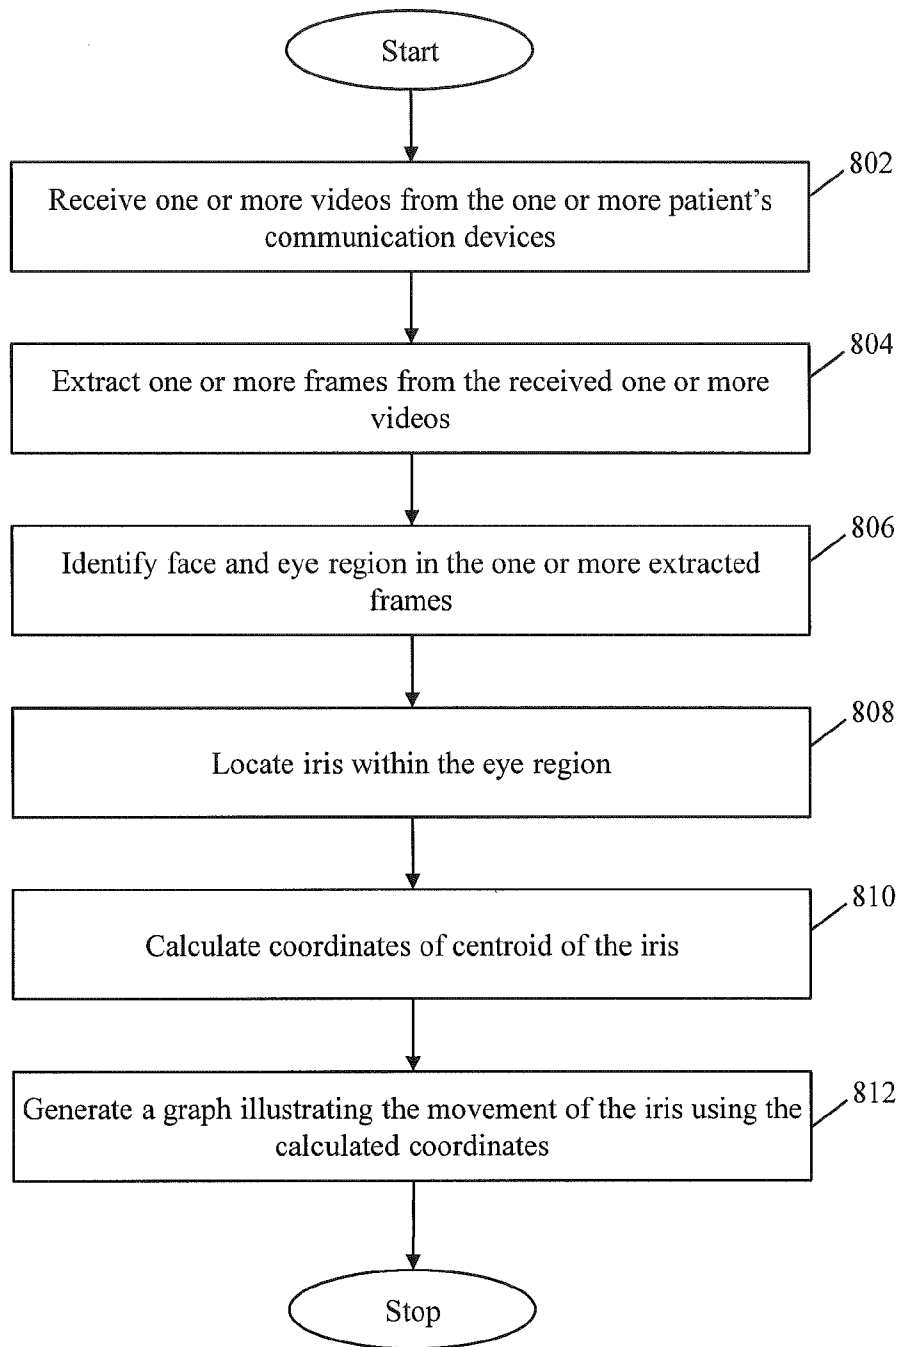 Start
802
Receive one or more videos from the one or more patient's
communication devices
804
Extract one or more frames from the received one or more
videos
806
Identify face and eye region in the one or more extracted
frames
808
Locate iris within the eye region
810
Calculate coordinates of centroid of the iris
812
Generate a graph illustrating the movement of the iris using the
calculated coordinates
Stop